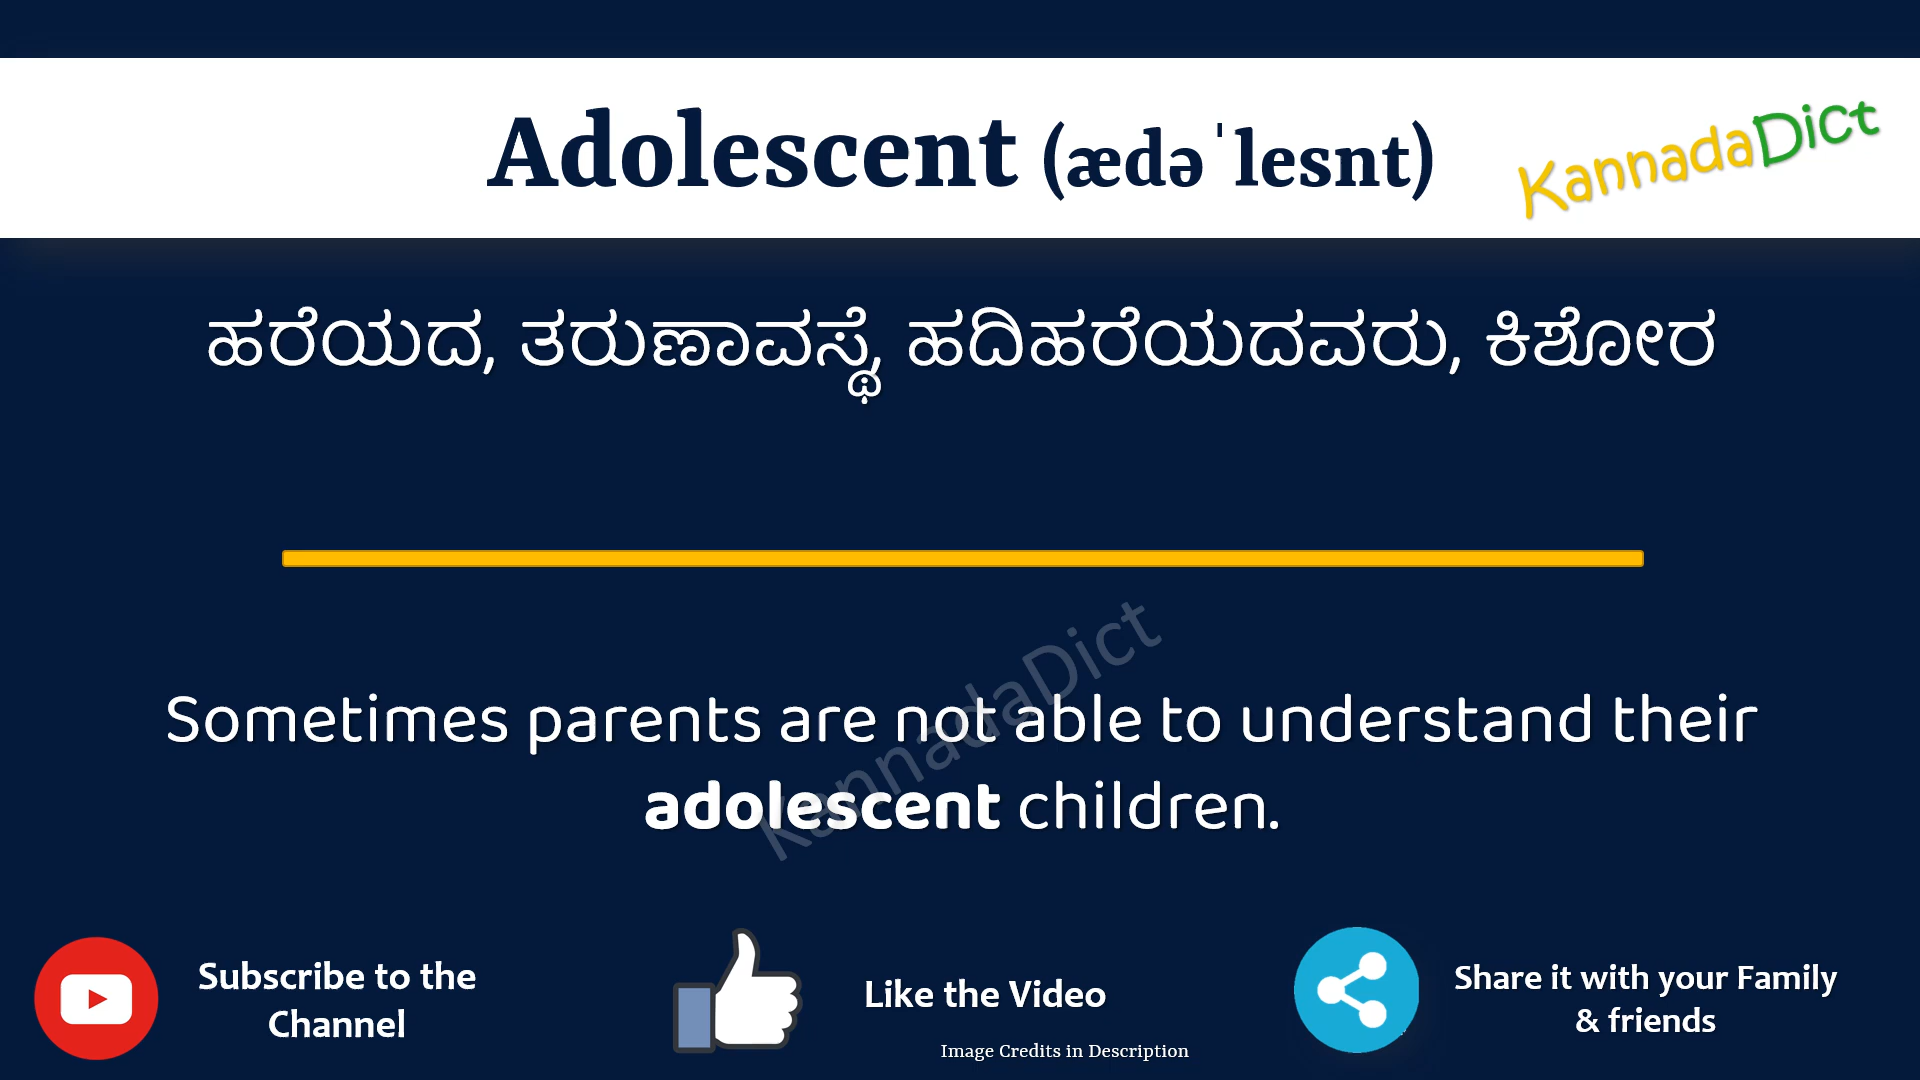 Adolescent (ædəˈlesnt)
KannadaDict
ಹರೆಯದ, ತರುಣಾವಸ್ಥೆ, ಹದಿಹರೆಯದವರು, ಕಿಶೋರ
KannadaDict
Sometimes parents are not able to understand their
adolescent children.
Subscribe to the
Channel
Like the Video
Share it with your Family
& friends
Image Credits in Description